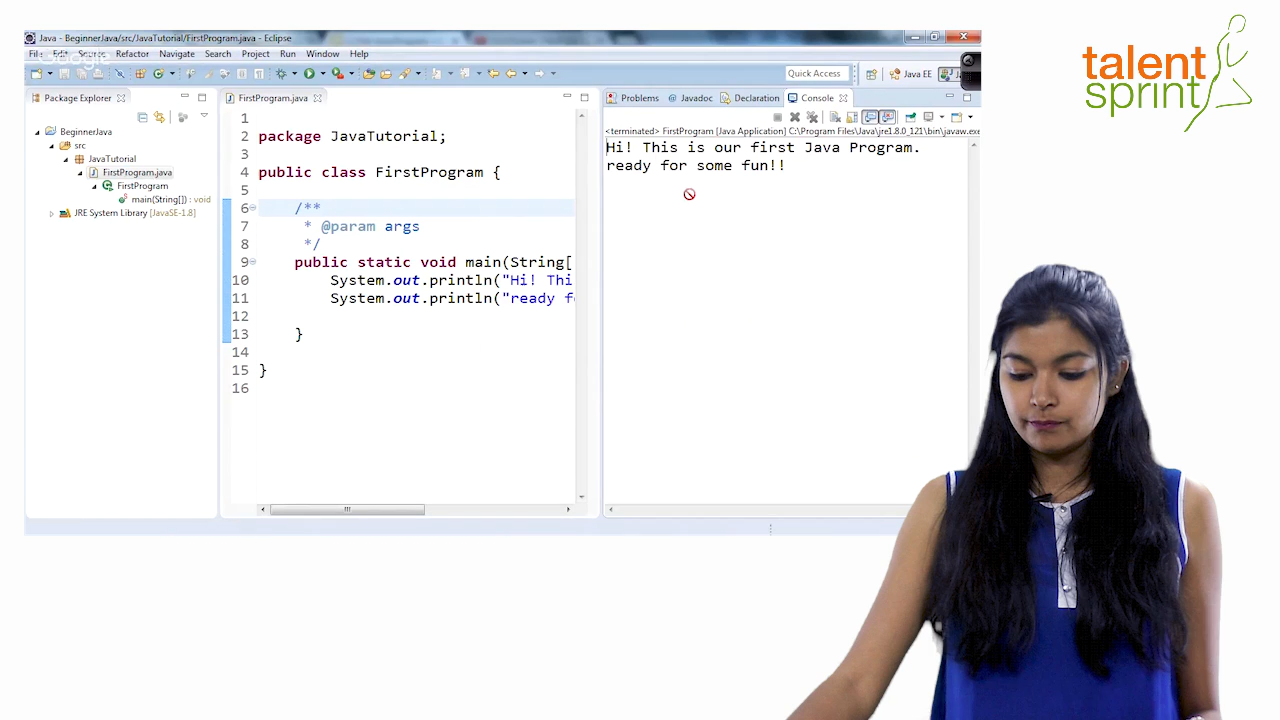 Java - BeginnerJava/src/JavaTutorial/FirstProgram.java - Eclipse
File Edit Source Refactor Navigate Search Project Run Window Help
Google
Quick Access
Java EE
Package Explorer
BeginnerJava
src
JavaTutorial
FirstProgram.java
FirstProgram
main(String[]) : void
JRE System Library [JavaSE-1.8]
FirstProgram.java
1
2 package JavaTutorial;
3
4 public class FirstProgram {
5
6 /**
7 * @param args
8 */
9 public static void main(String[
10 System.out.println("Hi! Thi
11 System.out.println("ready f
12
13 }
14
15 }
16
Problems @ Javadoc Declaration Console
<terminated> FirstProgram [Java Application] C:\Program Files\Java\jre1.8.0_121\bin\javaw.exe
Hi! This is our first Java Program.
ready for some fun!!
talent
sprint